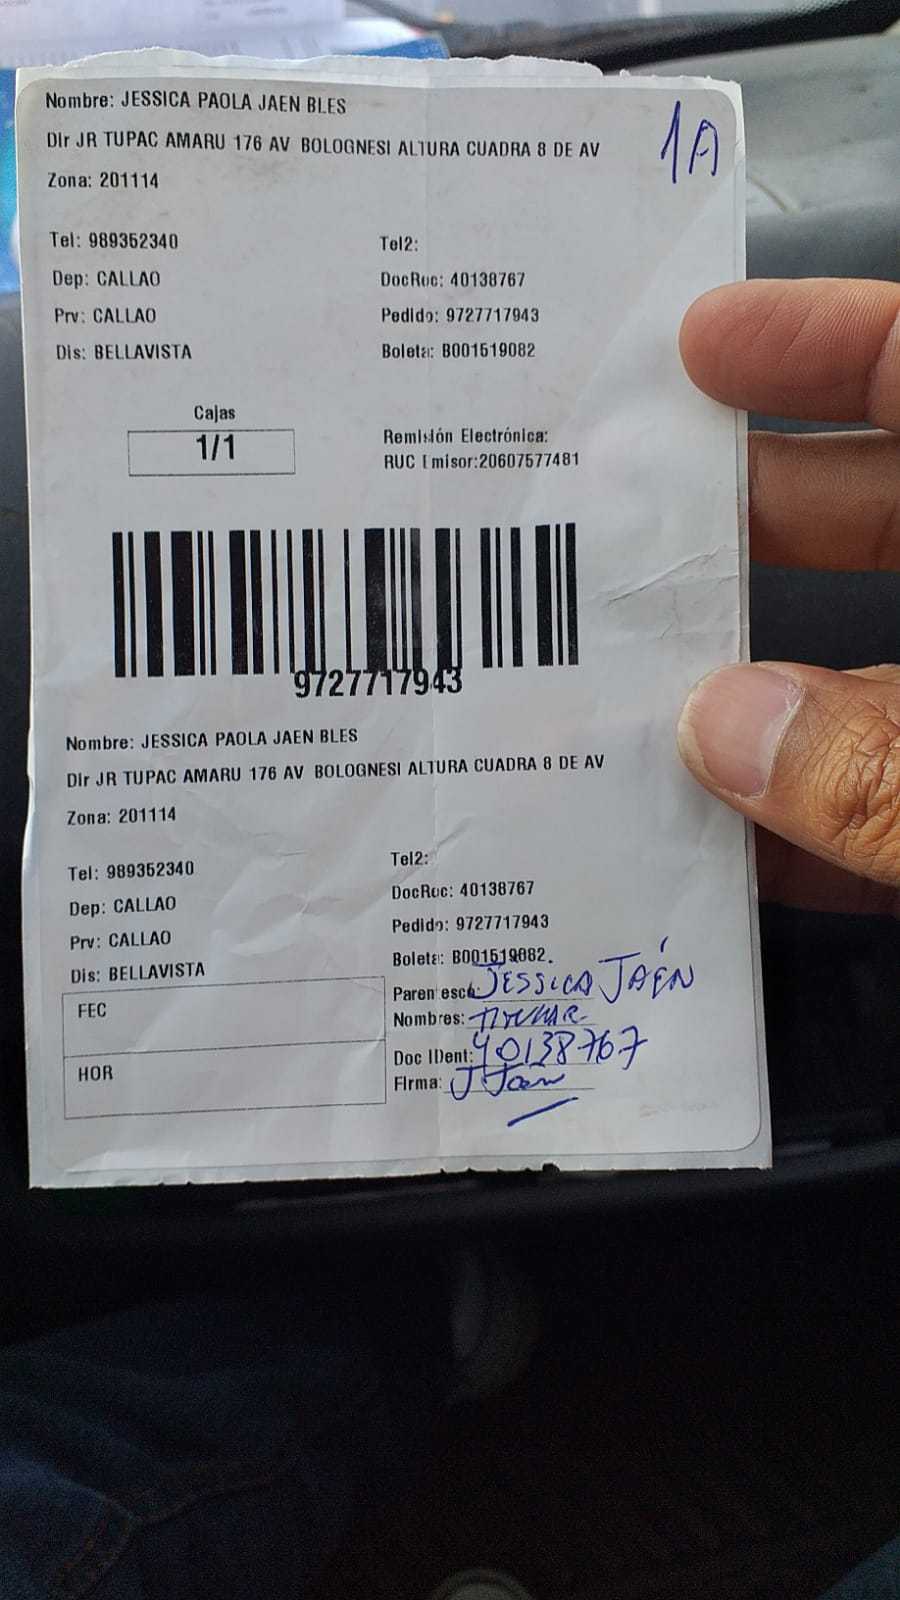 Nombre: JESSICA PAOLA JAEN BLES
1A
Dir JR TUPAC AMARU 176 AV BOLOGNESI ALTURA CUADRA 8 DE AV
Zona: 201114
Tel: 989352340
Tel2:
Dep: CALLAO
DocRuc: 40138767
Prv: CALLAO
Pedido: 9727717943
Dis: BELLAVISTA
Boleta: B001519082
Cajas
1/1
Remisión Electrónica:
RUC Emisor:20607577481
9727717943
Nombre: JESSICA PAOLA JAEN BLES
Dir JR TUPAC AMARU 176 AV BOLOGNESI ALTURA CUADRA 8 DE AV
Zona: 201114
Tel: 989352340
Tel2:
Dep: CALLAO
DocRuc: 40138767
Prv: CALLAO
Pedido: 9727717943
Dis: BELLAVISTA
Boleta: B001519082.
FEC
Parentesco: JESSICA JAÉN
Nombres: TITULAR
HOR
Doc IDent: 40138767
Firma: J Jaen